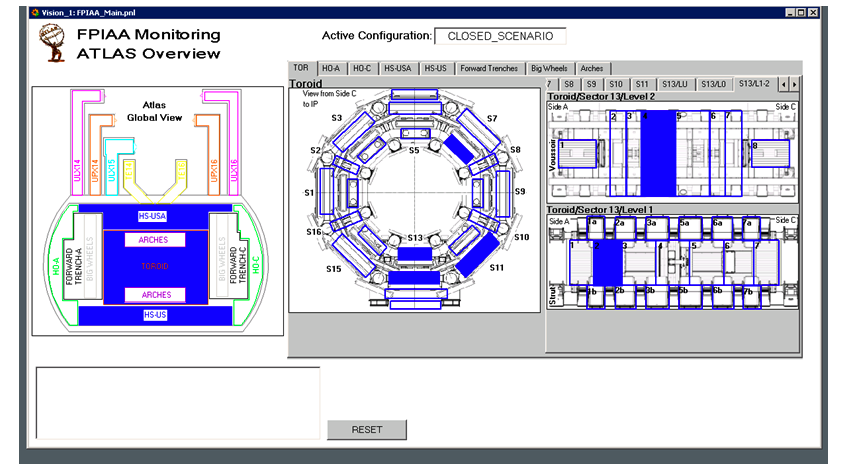 Vision_1: FPIAA_Main.pnl
FPIAA Monitoring
ATLAS Overview
Active Configuration:
CLOSED_SCENARIO
TOR
HO-A
HO-C
HS-USA
HS-US
Forward Trenches
Big Wheels
Arches
Atlas
Global View
ULX14
UPX14
ULX15
UPX16
ULX16
HS-USA
ARCHES
TOROID
ARCHES
HS-US
HO-A
FORWARD
TRENCH-A
BIG WHEELS
BIG WHEELS
FORWARD
TRENCH-C
HO-C
Toroid
View from Side C
to IP
S3
S7
S2
S5
S8
S1
S9
S16
S13
S10
S15
S11
7
S8
S9
S10
S11
S13/LU
S13/L0
S13/L1-2
Toroid/Sector 13/Level 2
Side A
Side C
Voussoir
1
2
3
4
5
6
7
8
Toroid/Sector 13/Level 1
Side A
1a
2a
3a
5a
6a
7a
Side C
1
2
3
4
5
6
7
Strut
1b
2b
3b
5b
6b
7b
RESET